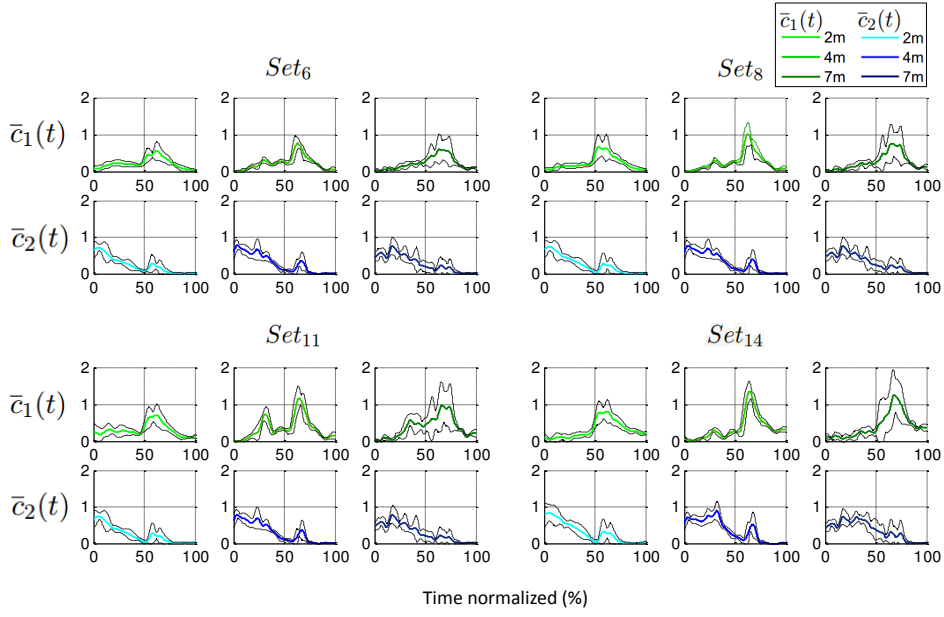 c̅₁(t) c̅₂(t)
2m 2m
4m 4m
7m 7m
Set₆ Set₈
c̅₁(t)
2 2 2 2 2 2
1 1 1 1 1 1
0 0 0 0 0 0
0 50 100 0 50 100 0 50 100 0 50 100 0 50 100 0 50 100
c̅₂(t)
2 2 2 2 2 2
1 1 1 1 1 1
0 0 0 0 0 0
0 50 100 0 50 100 0 50 100 0 50 100 0 50 100 0 50 100
Set₁₁ Set₁₄
c̅₁(t)
2 2 2 2 2 2
1 1 1 1 1 1
0 0 0 0 0 0
0 50 100 0 50 100 0 50 100 0 50 100 0 50 100 0 50 100
c̅₂(t)
2 2 2 2 2 2
1 1 1 1 1 1
0 0 0 0 0 0
0 50 100 0 50 100 0 50 100 0 50 100 0 50 100 0 50 100
Time normalized (%)